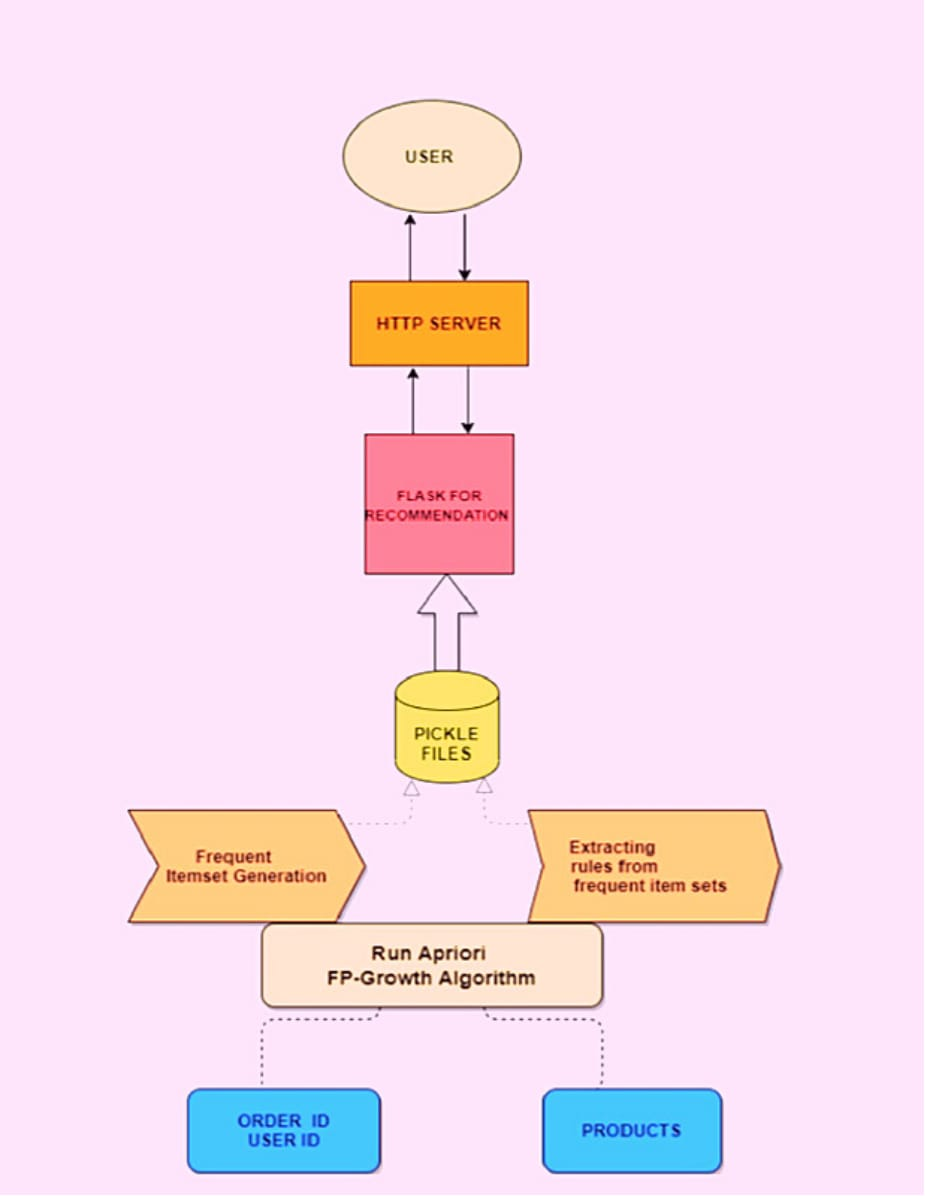 USER
HTTP SERVER
FLASK FOR
RECOMMENDATION
PICKLE
FILES
Frequent
Itemset Generation
Extracting
rules from
frequent item sets
Run Apriori
FP-Growth Algorithm
ORDER ID
USER ID
PRODUCTS